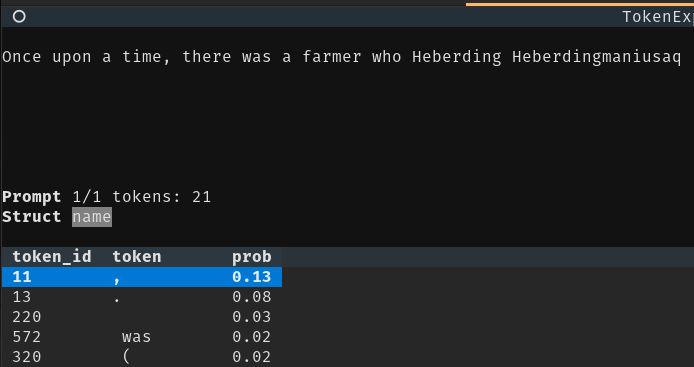 TokenExp
Once upon a time, there was a farmer who Heberding Heberdingmaniusaq
Prompt 1/1 tokens: 21
Struct name
token_id token prob
11 , 0.13
13 . 0.08
220 0.03
572 was 0.02
320 ( 0.02